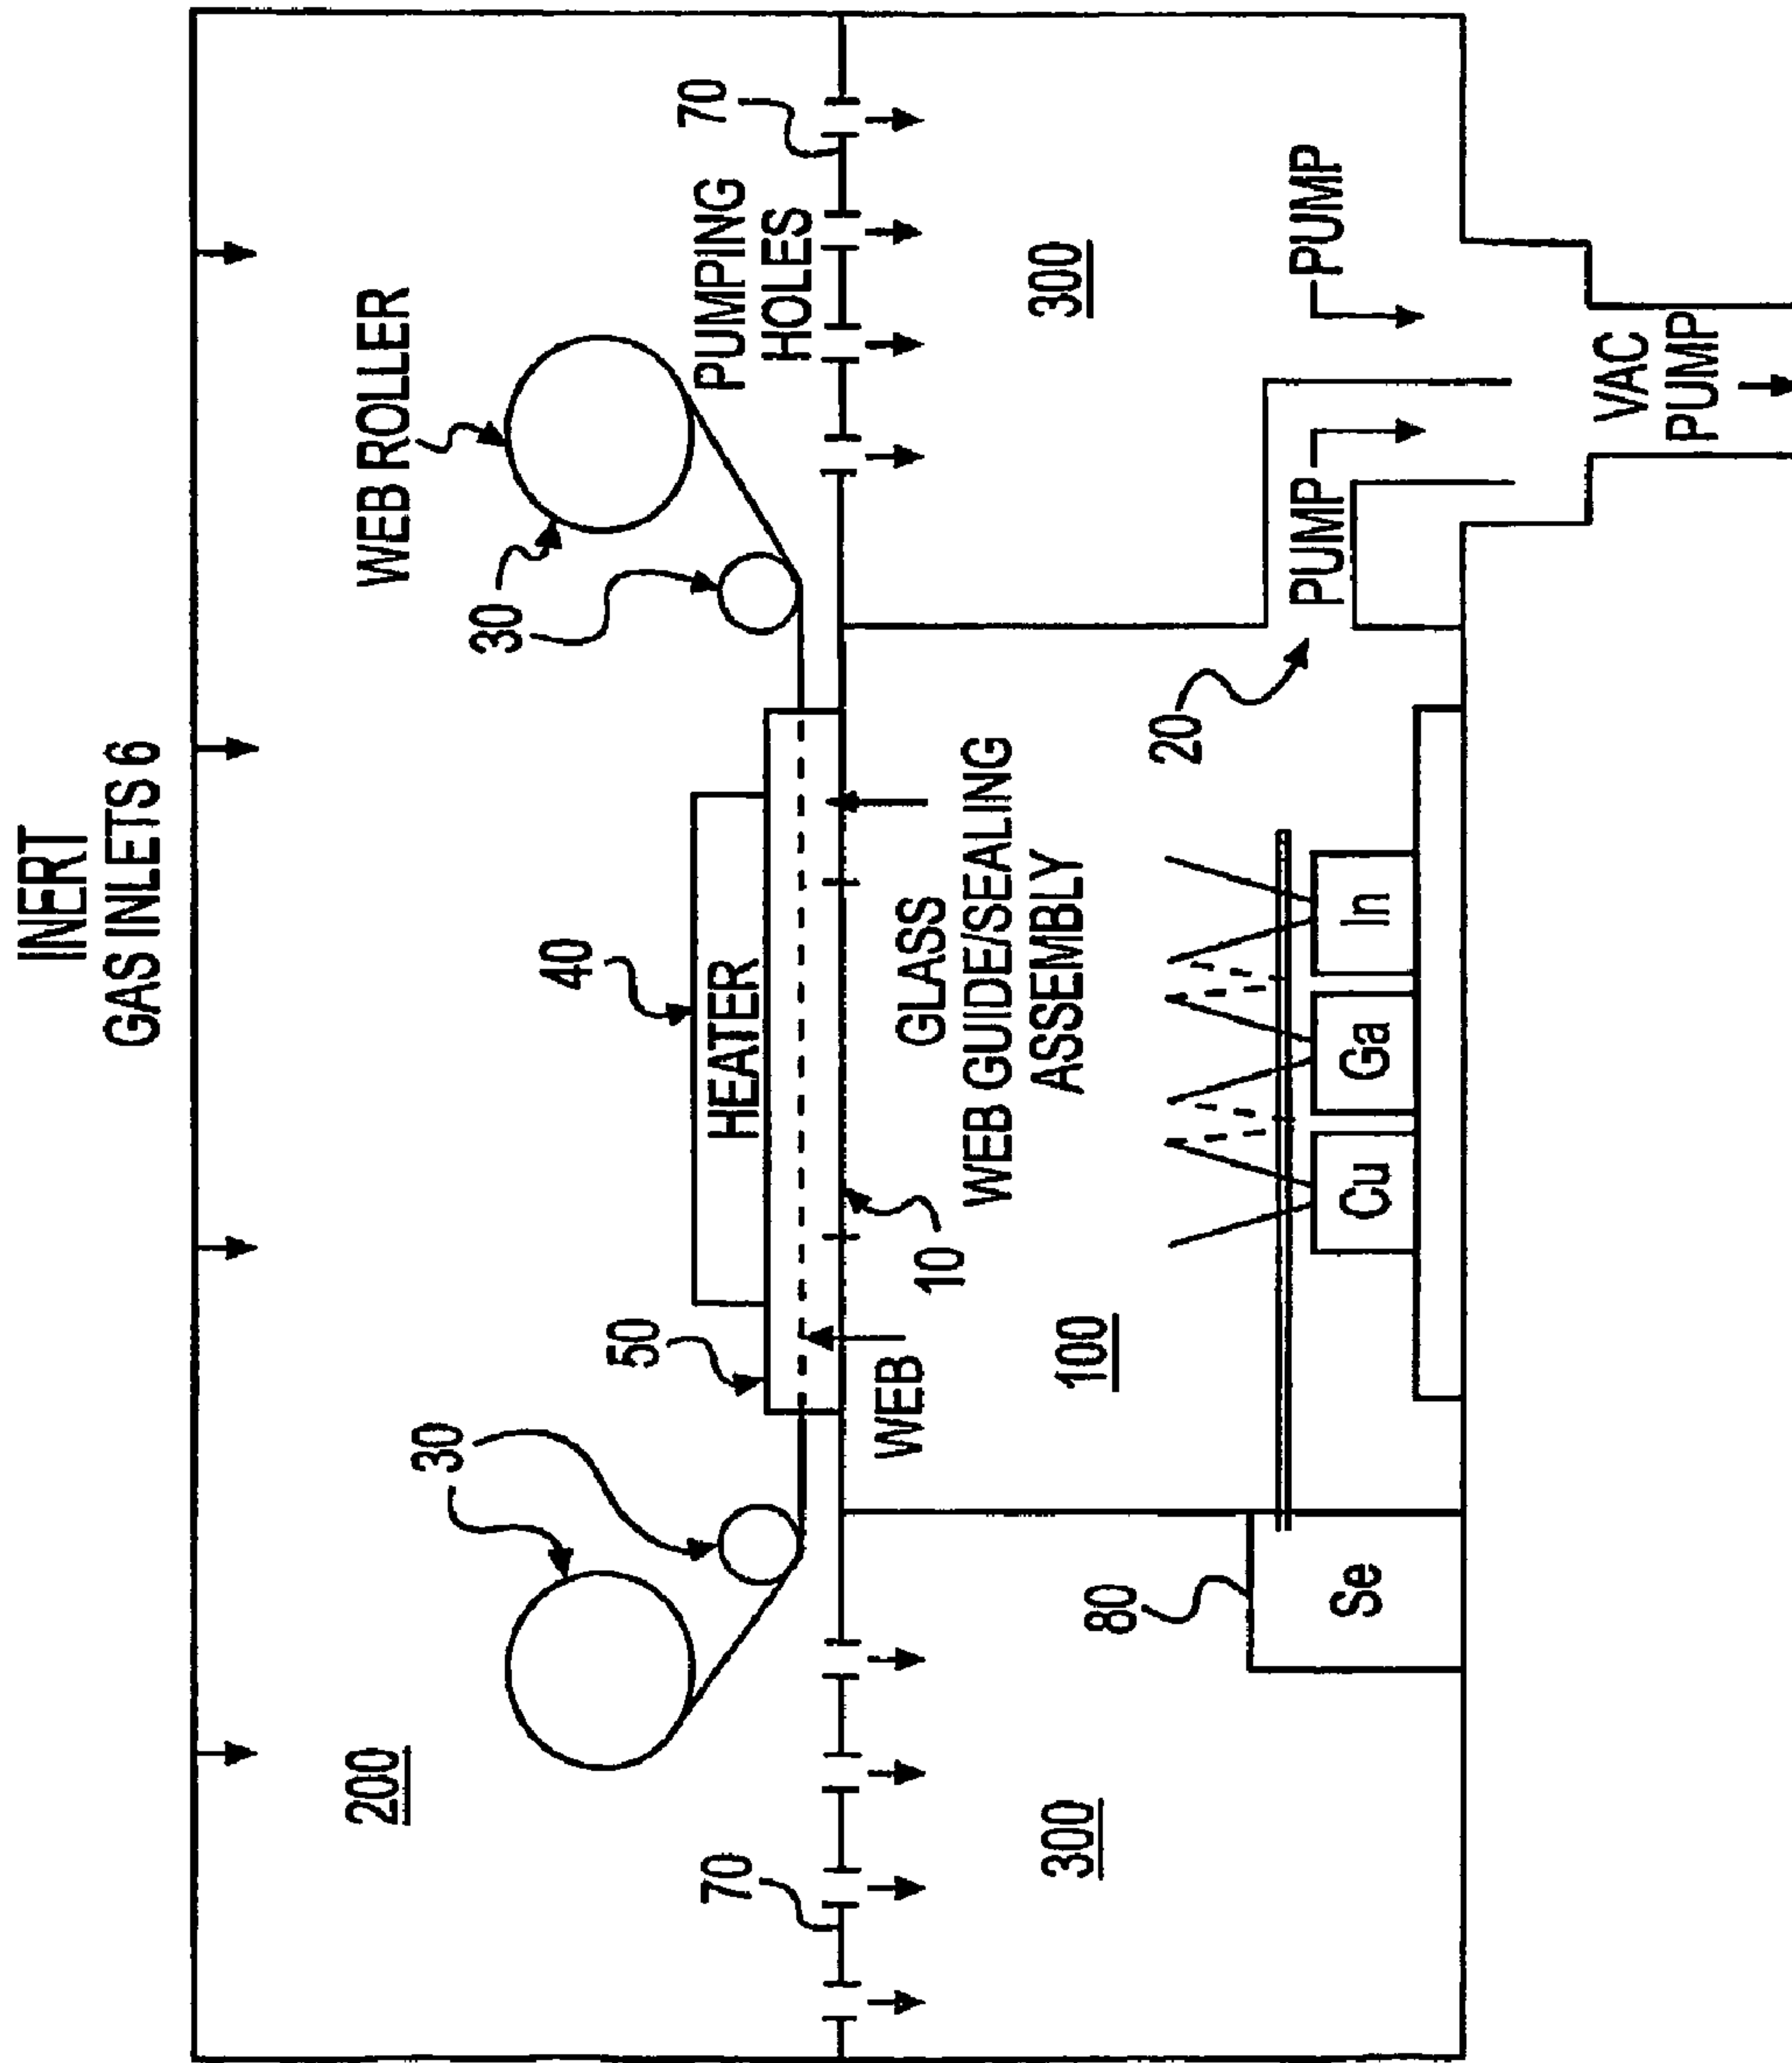 INERT
GAS INLETS 6
200
30
WEB ROLLER
30
50
40
HEATER
70
PUMPING
HOLES
70
WEB
10
GLASS
WEB GUIDE/SEALING
ASSEMBLY
300
100
300
80
Se
Cu
Ga
In
20
PUMP
PUMP
VAC
PUMP